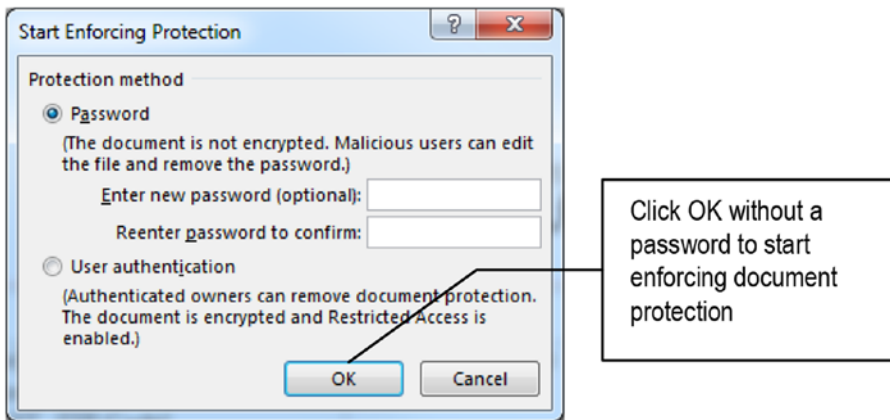 Start Enforcing Protection
Protection method
Password
(The document is not encrypted. Malicious users can edit
the file and remove the password.)
Enter new password (optional):
Reenter password to confirm:
User authentication
(Authenticated owners can remove document protection.
The document is encrypted and Restricted Access is
enabled.)
OK Cancel
Click OK without a
password to start
enforcing document
protection